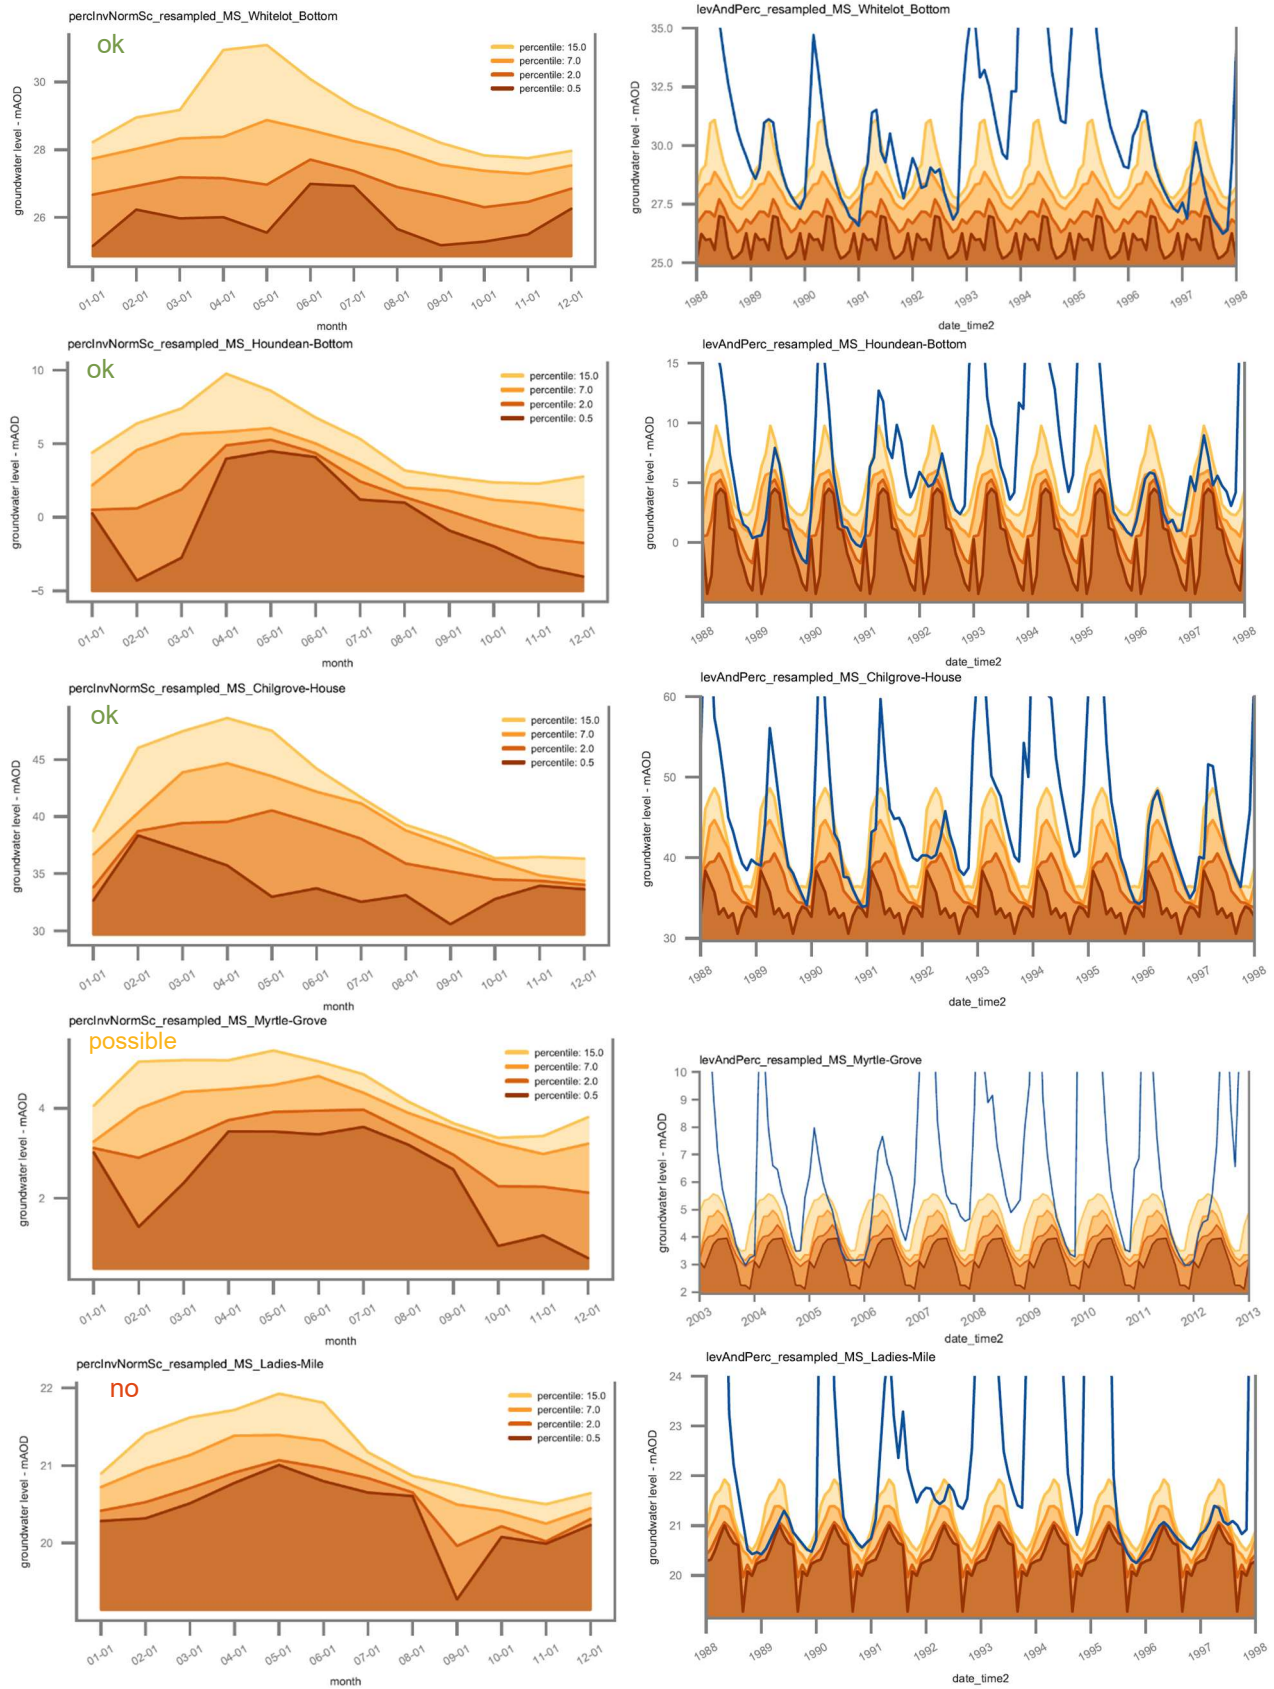 percInvNormSc_resampled_MS_Whitelot_Bottom
ok
percentile: 15.0
percentile: 7.0
percentile: 2.0
percentile: 0.5
groundwater level - mAOD
30
28
26
01-01 02-01 03-01 04-01 05-01 06-01 07-01 08-01 09-01 10-01 11-01 12-01
month
levAndPerc_resampled_MS_Whitelot_Bottom
groundwater level - mAOD
35.0
32.5
30.0
27.5
25.0
1988 1989 1990 1991 1992 1993 1994 1995 1996 1997 1998
date_time2
percInvNormSc_resampled_MS_Houndean-Bottom
ok
percentile: 15.0
percentile: 7.0
percentile: 2.0
percentile: 0.5
groundwater level - mAOD
10
5
0
−5
01-01 02-01 03-01 04-01 05-01 06-01 07-01 08-01 09-01 10-01 11-01 12-01
month
levAndPerc_resampled_MS_Houndean-Bottom
groundwater level - mAOD
15
10
5
0
1988 1989 1990 1991 1992 1993 1994 1995 1996 1997 1998
date_time2
percInvNormSc_resampled_MS_Chilgrove-House
ok
percentile: 15.0
percentile: 7.0
percentile: 2.0
percentile: 0.5
groundwater level - mAOD
45
40
35
30
01-01 02-01 03-01 04-01 05-01 06-01 07-01 08-01 09-01 10-01 11-01 12-01
month
levAndPerc_resampled_MS_Chilgrove-House
groundwater level - mAOD
60
50
40
30
1988 1989 1990 1991 1992 1993 1994 1995 1996 1997 1998
date_time2
percInvNormSc_resampled_MS_Myrtle-Grove
possible
percentile: 15.0
percentile: 7.0
percentile: 2.0
percentile: 0.5
groundwater level - mAOD
4
2
01-01 02-01 03-01 04-01 05-01 06-01 07-01 08-01 09-01 10-01 11-01 12-01
month
levAndPerc_resampled_MS_Myrtle-Grove
groundwater level - mAOD
10
9
8
7
6
5
4
3
2
2003 2004 2005 2006 2007 2008 2009 2010 2011 2012 2013
date_time2
percInvNormSc_resampled_MS_Ladies-Mile
no
percentile: 15.0
percentile: 7.0
percentile: 2.0
percentile: 0.5
groundwater level - mAOD
22
21
20
01-01 02-01 03-01 04-01 05-01 06-01 07-01 08-01 09-01 10-01 11-01 12-01
month
levAndPerc_resampled_MS_Ladies-Mile
groundwater level - mAOD
24
23
22
21
20
1988 1989 1990 1991 1992 1993 1994 1995 1996 1997 1998
date_time2